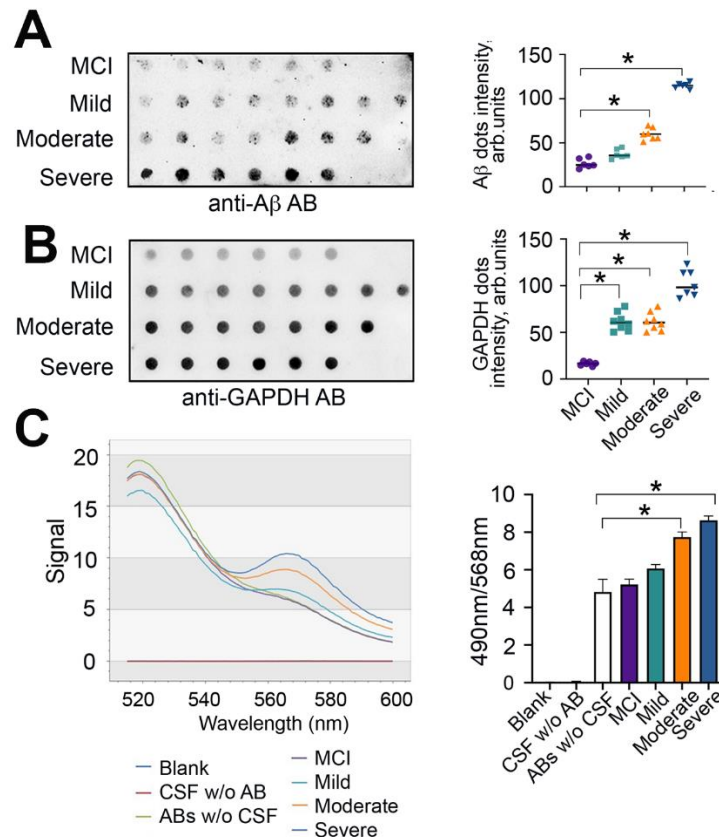 A
MCI
Mild
Moderate
Severe
anti-Aβ AB
Aβ dots intensity,
arb.units
150
100
50
0
*
*
B
MCI
Mild
Moderate
Severe
anti-GAPDH AB
GAPDH dots
intensity, arb.units
150
100
50
0
*
*
*
MCI
Mild
Moderate
Severe
C
Signal
20
15
10
5
0
520
540
560
580
600
Wavelength (nm)
Blank
CSF w/o AB
ABs w/o CSF
MCI
Mild
Moderate
Severe
490nm/568nm
10
8
6
4
2
0
*
*
Blank
CSF w/o AB
ABs w/o CSF
MCI
Mild
Moderate
Severe